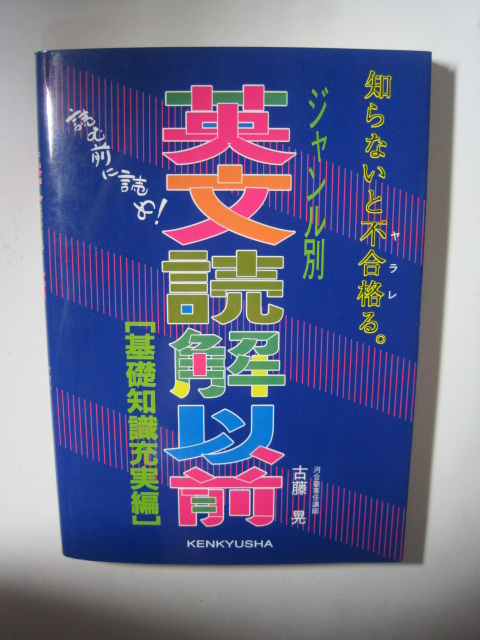 知らないと不合格る。
ヤラレ
ジャンル別
英文読解以前
読む前に読め!
[基礎知識充実編]
河合塾客任講師
古藤 晃
KENKYUSHA